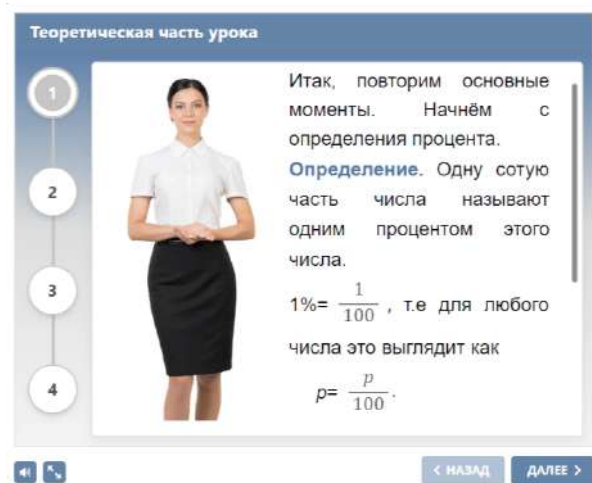 Теоретическая часть урока
1
2
3
4
Итак, повторим основные
моменты. Начнём с
определения процента.
Определение. Одну сотую
часть числа называют
одним процентом этого
числа.
1%= 1/100 , т.е для любого
числа это выглядит как
p= p/100.
< НАЗАД
ДАЛЕЕ >